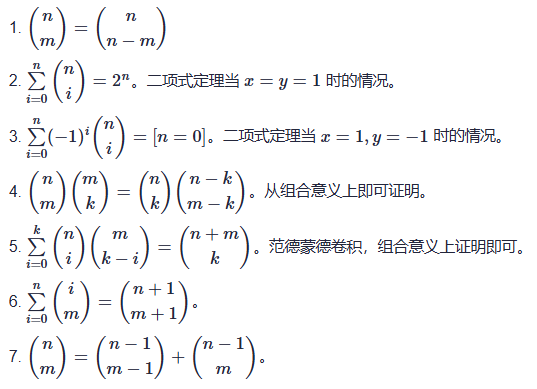 1. $\binom{n}{m} = \binom{n}{n-m}$
2. $\sum_{i=0}^{n} \binom{n}{i} = 2^n$。二项式定理当 $x = y = 1$ 时的情况。
3. $\sum_{i=0}^{n} (-1)^i \binom{n}{i} = [n = 0]$。二项式定理当 $x = 1, y = -1$ 时的情况。
4. $\binom{n}{m} \binom{m}{k} = \binom{n}{k} \binom{n-k}{m-k}$。从组合意义上即可证明。
5. $\sum_{i=0}^{k} \binom{n}{i} \binom{m}{k-i} = \binom{n+m}{k}$。范德蒙德卷积，组合意义上证明即可。
6. $\sum_{i=0}^{n} \binom{i}{m} = \binom{n+1}{m+1}$。
7. $\binom{n}{m} = \binom{n-1}{m-1} + \binom{n-1}{m}$。